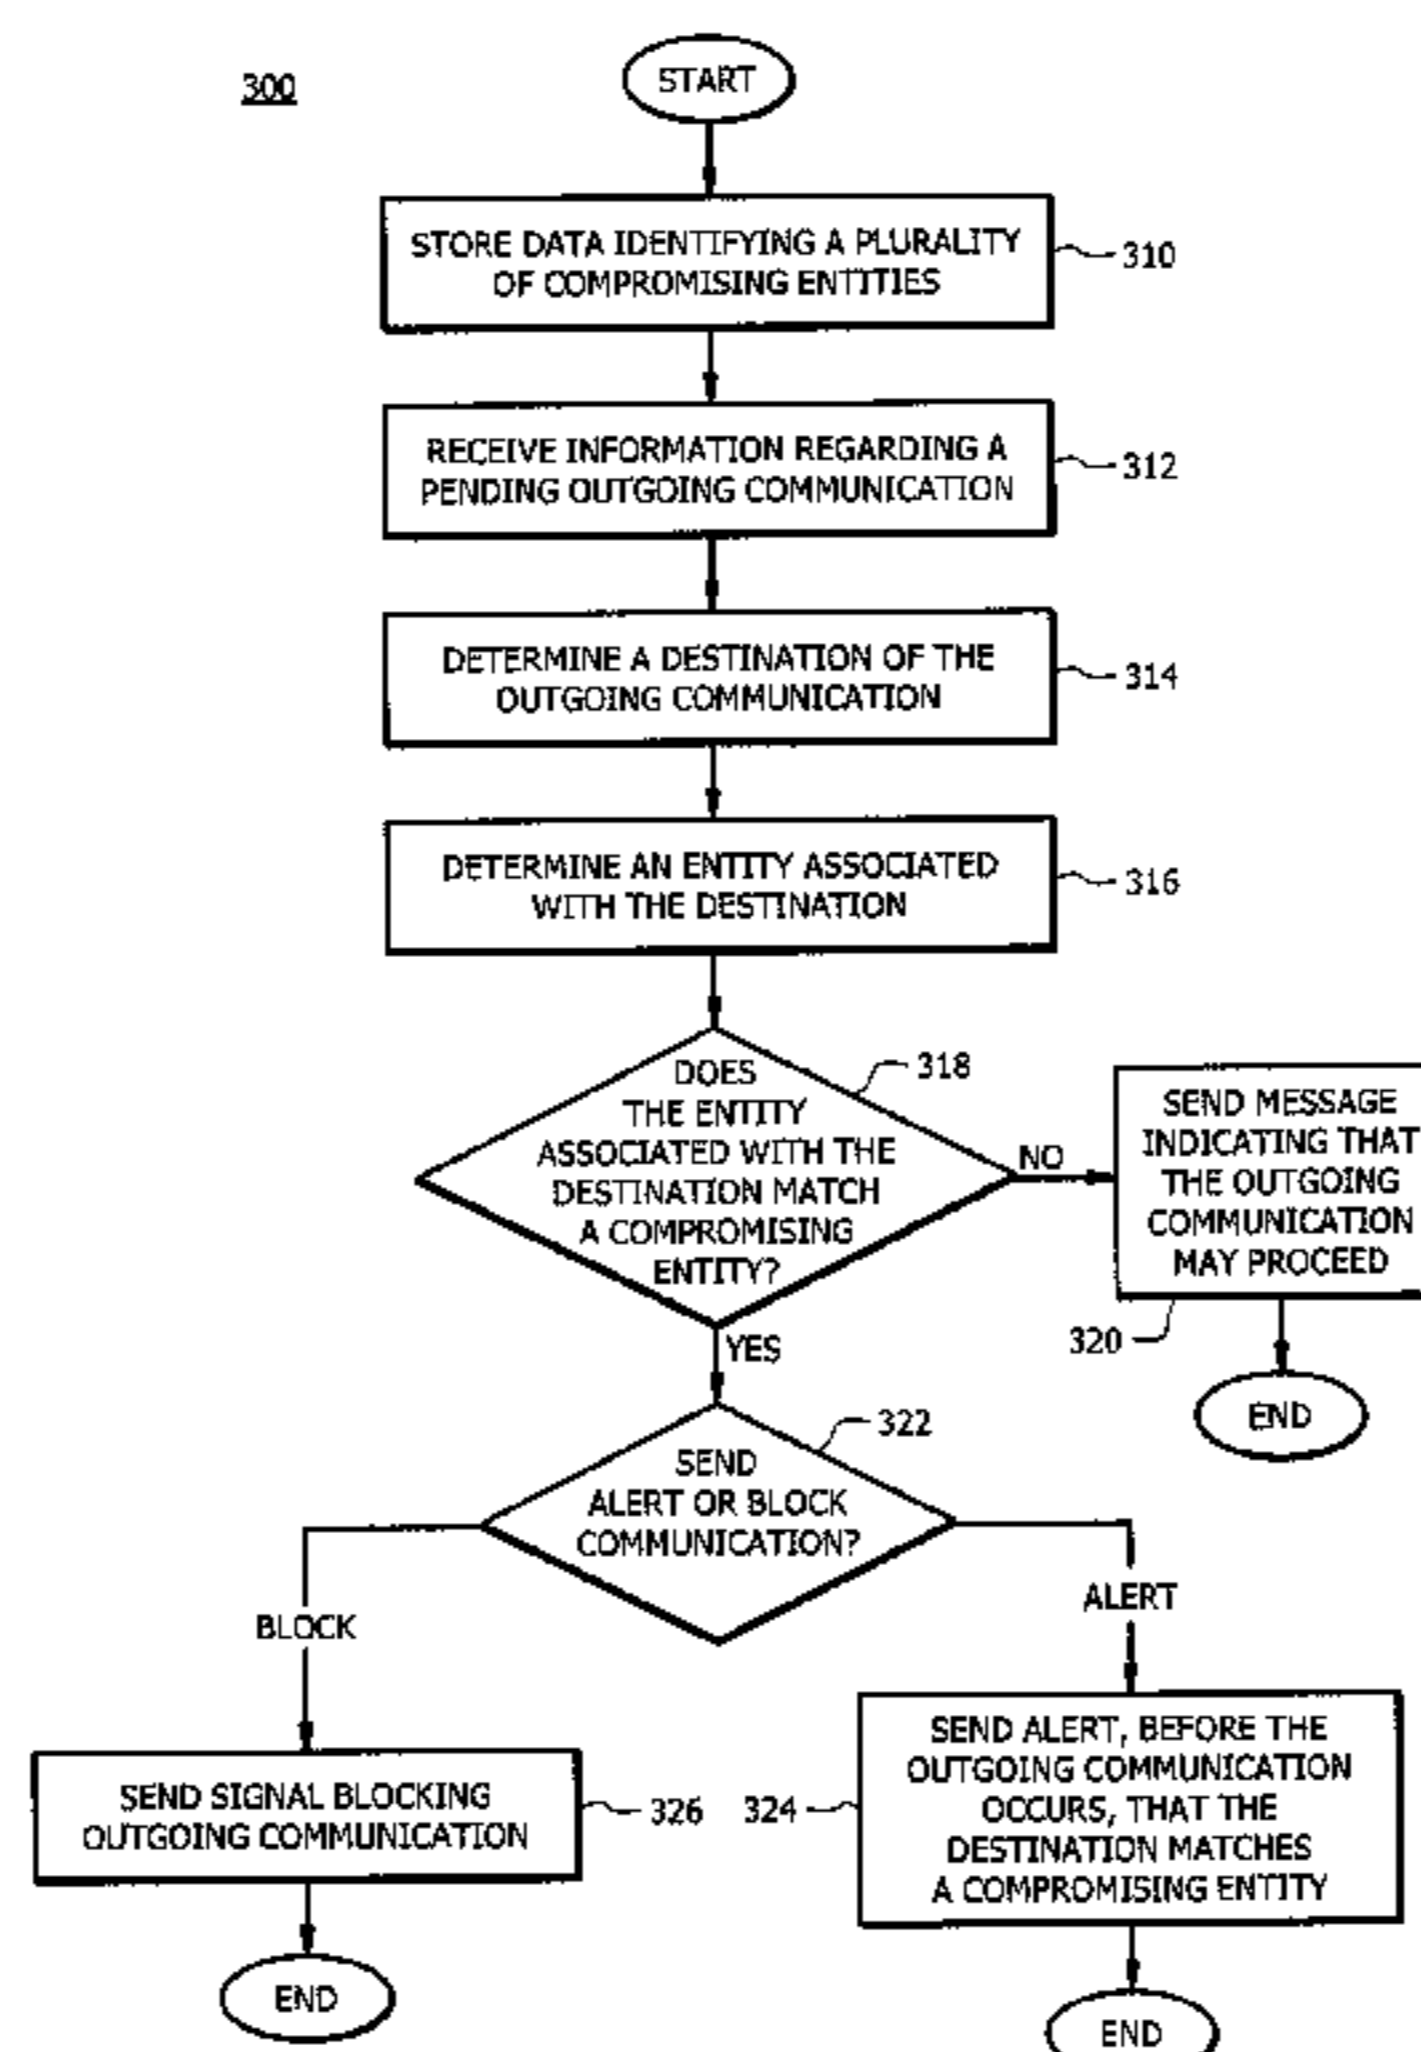 300
START
STORE DATA IDENTIFYING A PLURALITY
OF COMPROMISING ENTITIES
310
RECEIVE INFORMATION REGARDING A
PENDING OUTGOING COMMUNICATION
312
DETERMINE A DESTINATION OF THE
OUTGOING COMMUNICATION
314
DETERMINE AN ENTITY ASSOCIATED
WITH THE DESTINATION
316
DOES
THE ENTITY
ASSOCIATED WITH THE
DESTINATION MATCH
A COMPROMISING
ENTITY?
318
NO
SEND MESSAGE
INDICATING THAT
THE OUTGOING
COMMUNICATION
MAY PROCEED
320
END
YES
SEND
ALERT OR BLOCK
COMMUNICATION?
322
BLOCK
ALERT
SEND SIGNAL BLOCKING
OUTGOING COMMUNICATION
326
END
SEND ALERT, BEFORE THE
OUTGOING COMMUNICATION
OCCURS, THAT THE
DESTINATION MATCHES
A COMPROMISING ENTITY
324
END